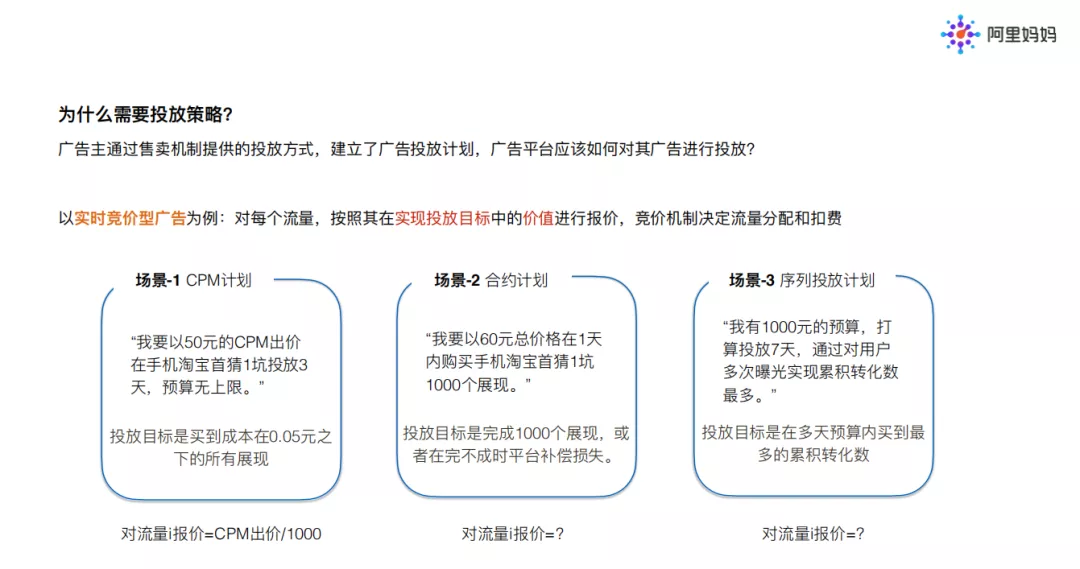 阿里妈妈
为什么需要投放策略?
广告主通过售卖机制提供的投放方式，建立了广告投放计划，广告平台应该如何对其广告进行投放?
以实时竞价型广告为例：对每个流量，按照其在实现投放目标中的价值进行报价，竞价机制决定流量分配和扣费
场景-1 CPM计划
“我要以50元的CPM出价
在手机淘宝首猜1坑投放3
天，预算无上限。”
投放目标是买到成本在0.05元之
下的所有展现
对流量i报价=CPM出价/1000
场景-2 合约计划
“我要以60元总价格在1天
内购买手机淘宝首猜1坑
1000个展现。”
投放目标是完成1000个展现，或
者在完不成时平台补偿损失。
对流量i报价=?
场景-3 序列投放计划
“我有1000元的预算，打
算投放7天，通过对用户
多次曝光实现累积转化数
最多。”
投放目标是在多天预算内买到最
多的累积转化数
对流量i报价=?